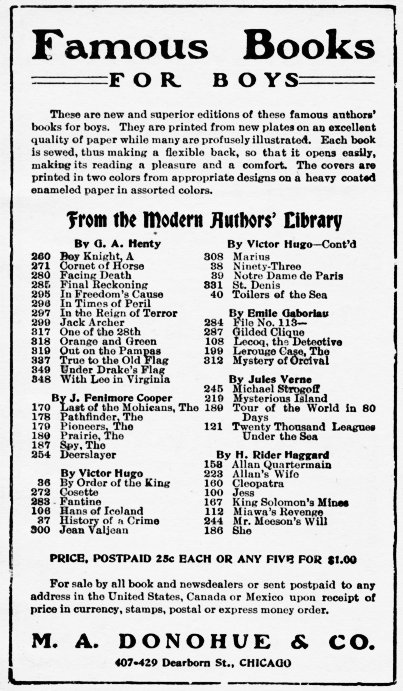 Famous Books
FOR BOYS
These are new and superior editions of these famous authors'
books for boys. They are printed from new plates on an excellent
quality of paper while many are profusely illustrated. Each book
is sewed, thus making a flexible back, so that it opens easily,
making its reading a pleasure and a comfort. The covers are
printed in two colors from appropriate designs on a heavy coated
enameled paper in assorted colors.
From the Modern Authors' Library
By G. A. Henty
260 Boy Knight, A
271 Cornet of Horse
280 Facing Death
285 Final Reckoning
295 In Freedom's Cause
296 In Times of Peril
297 In the Reign of Terror
299 Jack Archer
317 One of the 28th
318 Orange and Green
319 Out on the Pampas
337 True to the Old Flag
349 Under Drake's Flag
348 With Lee in Virginia
By J. Fenimore Cooper
170 Last of the Mohicans, The
178 Pathfinder, The
179 Pioneers, The
180 Prairie, The
187 Spy, The
254 Deerslayer
By Victor Hugo
36 By Order of the King
272 Cosette
283 Fantine
106 Hans of Iceland
37 History of a Crime
300 Jean Valjean
By Victor Hugo—Cont'd
308 Marius
38 Ninety-Three
39 Notre Dame de Paris
331 St. Denis
40 Toilers of the Sea
By Emile Gaboriau
284 File No. 113—
287 Gilded Clique
108 Lecoq, the Detective
199 Lerouge Case, The
312 Mystery of Orcival
By Jules Verne
245 Michael Strogoff
219 Mysterious Island
189 Tour of the World in 80
Days
121 Twenty Thousand Leagues
Under the Sea
By H. Rider Haggard
158 Allan Quartermain
223 Allan's Wife
160 Cleopatra
100 Jess
167 King Solomon's Mines
112 Miawa's Revenge
244 Mr. Meeson's Will
186 She
PRICE, POSTPAID 25c EACH OR ANY FIVE FOR $1.00
For sale by all book and newsdealers or sent postpaid to any
address in the United States, Canada or Mexico upon receipt of
price in currency, stamps, postal or express money order.
M. A. DONOHUE & CO.
407-429 Dearborn St., CHICAGO